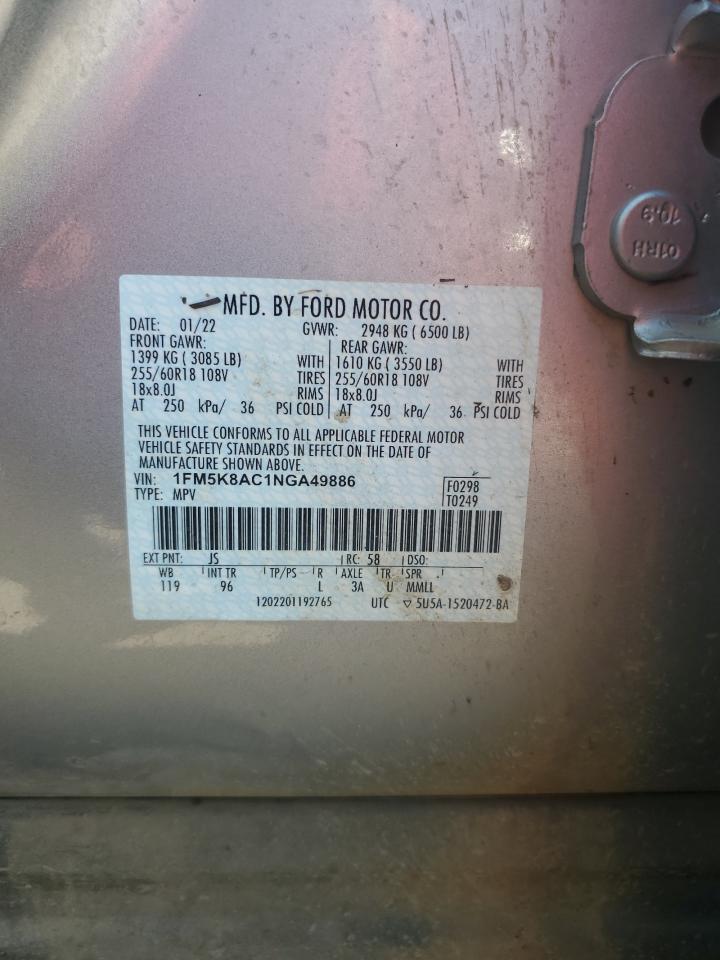 MFD. BY FORD MOTOR CO.
DATE: 01/22 GVWR: 2948 KG ( 6500 LB)
FRONT GAWR: REAR GAWR:
1399 KG ( 3085 LB) WITH 1610 KG ( 3550 LB) WITH
255/60R18 108V TIRES 255/60R18 108V TIRES
18x8.0J RIMS 18x8.0J RIMS
AT 250 kPa/ 36 PSI COLD AT 250 kPa/ 36 PSI COLD
THIS VEHICLE CONFORMS TO ALL APPLICABLE FEDERAL MOTOR
VEHICLE SAFETY STANDARDS IN EFFECT ON THE DATE OF
MANUFACTURE SHOWN ABOVE.
VIN: 1FM5K8AC1NGA49886 F0298
TYPE: MPV T0249
EXT PNT: JS RC: 58 DSO:
WB INT TR TP/PS R AXLE TR SPR
119 96 L 3A U MMLL
1202201192765 UTC ▽ 5U5A-1520472-BA
19.9
01RH